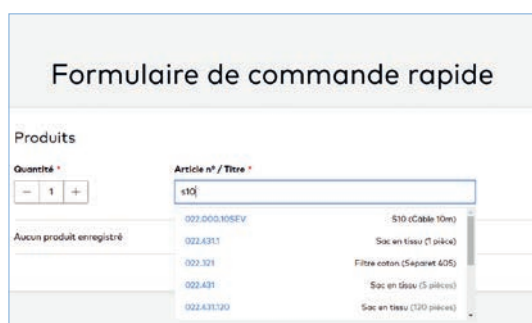 Formulaire de commande rapide
Produits
Quantité * Article nº / Titre *
− 1 + s10
022.000.10SEV S10 (Câble 10m)
Aucun produit enregistré
022.431.1 Sac en tissu (1 pièce)
022.321 Filtre coton (Separet 405)
022.431 Sac en tissu (5 pièces)
022.431.120 Sac en tissu (120 pièces)